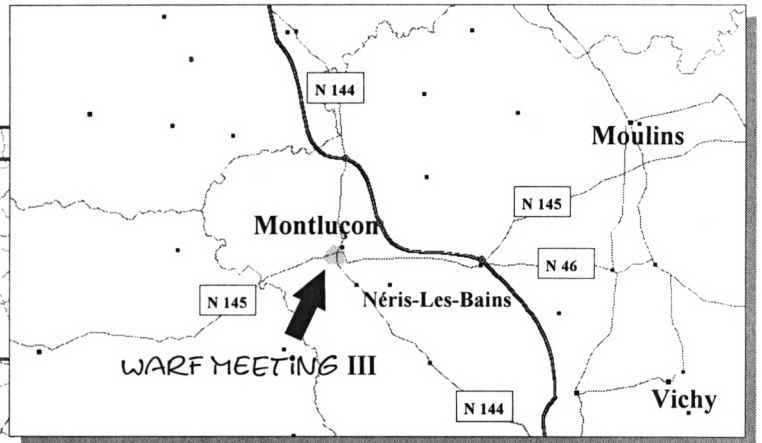 N 144
Moulins
N 145
Montluçon
N 46
N 145
Néris-Les-Bains
WARF MEETING III
N 144
Vichy